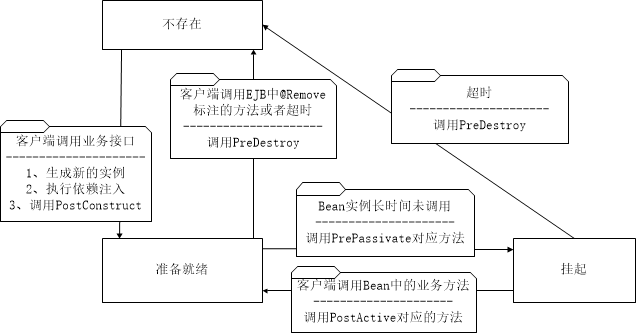 不存在
客户端调用EJB中@Remove
标注的方法或者超时
--------------------
调用PreDestroy
超时
--------------------
调用PreDestroy
客户端调用业务接口
--------------------
1、生成新的实例
2、执行依赖注入
3、调用PostConstruct
Bean实例长时间未调用
--------------------
调用PrePassivate对应方法
准备就绪
挂起
客户端调用Bean中的业务方法
--------------------
调用PostActive对应的方法